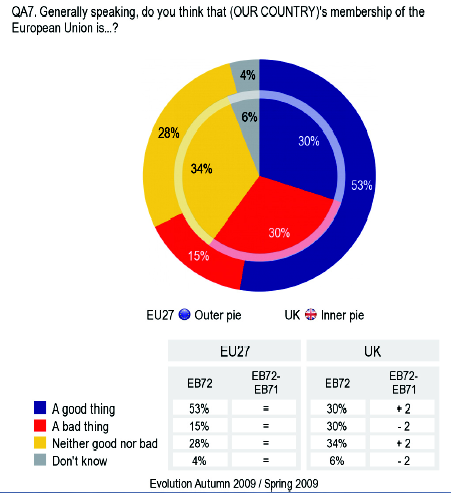 QA7. Generally speaking, do you think that (OUR COUNTRY)'s membership of the
European Union is...?
4%
6%
28%
30%
34%
53%
30%
15%
EU27 Outer pie UK Inner pie
EU27 UK
EB72 EB72-EB71 EB72 EB72-EB71
A good thing 53% = 30% + 2
A bad thing 15% = 30% - 2
Neither good nor bad 28% = 34% + 2
Don't know 4% = 6% - 2
Evolution Autumn 2009 / Spring 2009